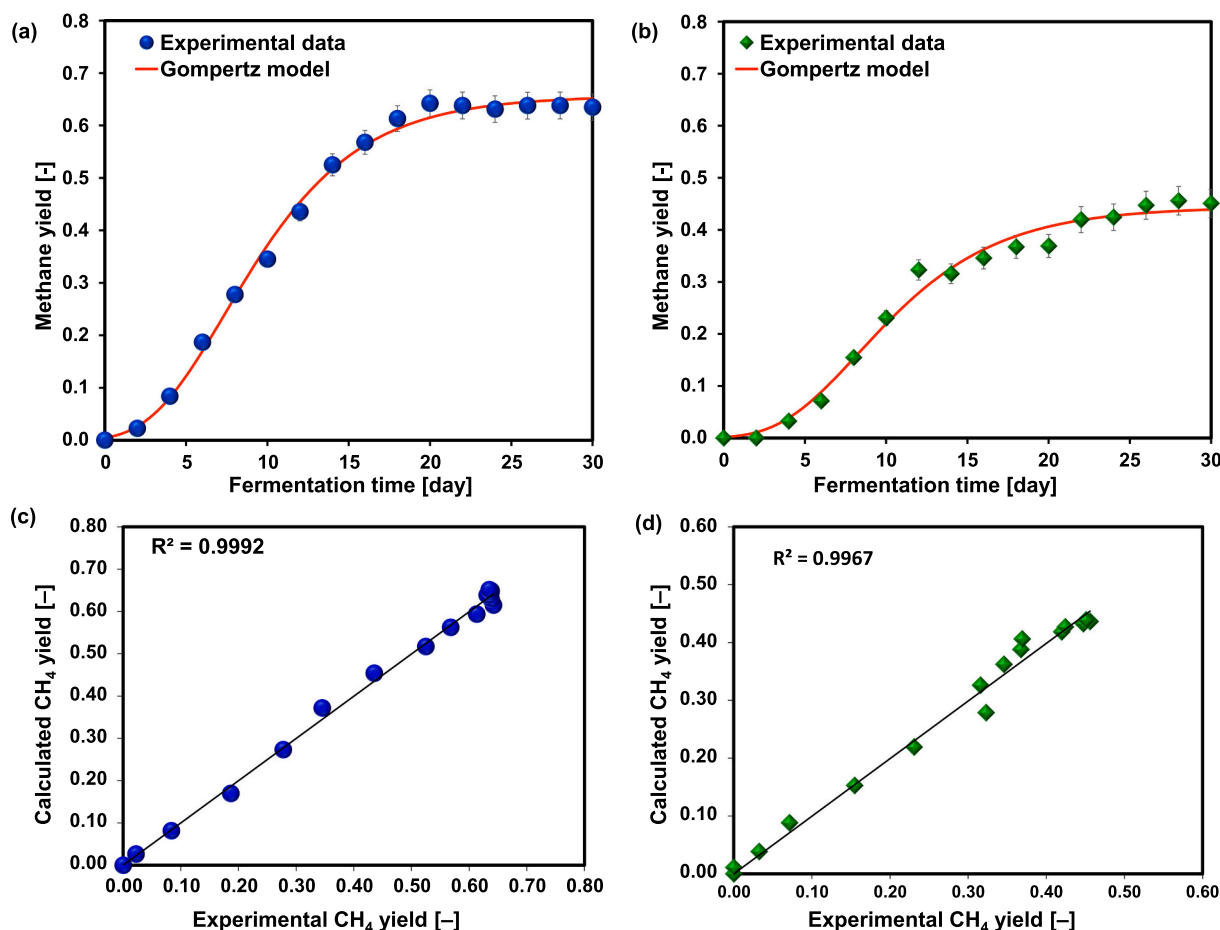 (a)
Experimental data
Gompertz model
0.8
0.7
0.6
0.5
0.4
0.3
0.2
0.1
0.0
Methane yield [-]
0 5 10 15 20 25 30
Fermentation time [day]
(b)
Experimental data
Gompertz model
0.8
0.7
0.6
0.5
0.4
0.3
0.2
0.1
0.0
Methane yield [-]
0 5 10 15 20 25 30
Fermentation time [day]
(c)
R² = 0.9992
0.80
0.70
0.60
0.50
0.40
0.30
0.20
0.10
0.00
Calculated CH₄ yield [–]
0.00 0.10 0.20 0.30 0.40 0.50 0.60 0.70 0.80
Experimental CH₄ yield [–]
(d)
R² = 0.9967
0.60
0.50
0.40
0.30
0.20
0.10
0.00
Calculated CH₄ yield [–]
0.00 0.10 0.20 0.30 0.40 0.50 0.60
Experimental CH₄ yield [–]